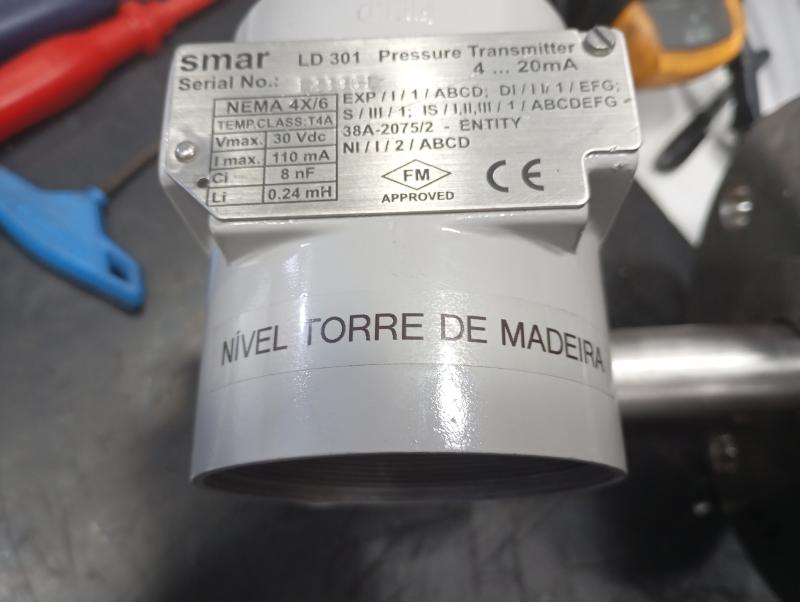 smar LD 301 Pressure Transmitter
4 ... 20mA
Serial No.:
NEMA 4X/6
TEMP.CLASS:T4A
Vmax. 30 Vdc
I max. 110 mA
Ci 8 nF
Li 0.24 mH
EXP / I / 1 / ABCD; DI / II / 1 / EFG;
S / III / 1; IS / I,II,III / 1 / ABCDEFG -
38A-2075/2 - ENTITY
NI / I / 2 / ABCD
FM
APPROVED
CE
NÍVEL TORRE DE MADEIRA